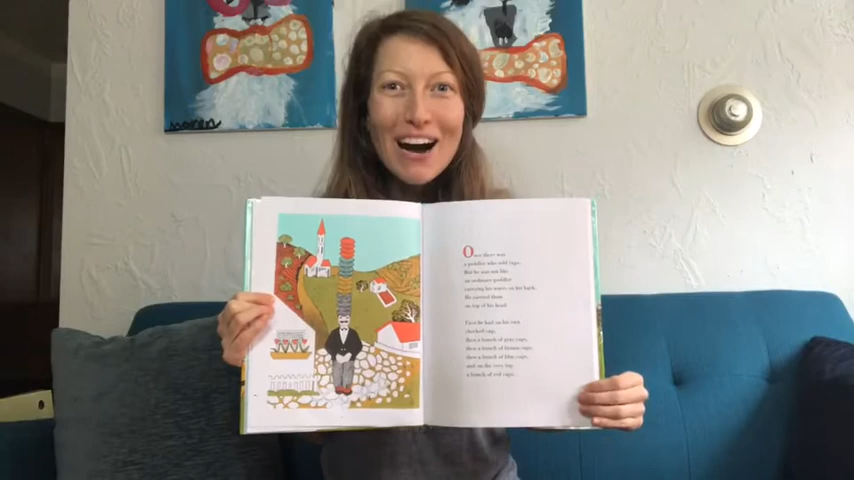 Once there was
a peddler who sold caps.
But he was not like
an ordinary peddler
carrying his wares on his back.
He carried them
on top of his head.
First he had on his own
checked cap,
then a bunch of gray caps,
then a bunch of brown caps,
then a bunch of blue caps,
and on the very top
a bunch of red caps.